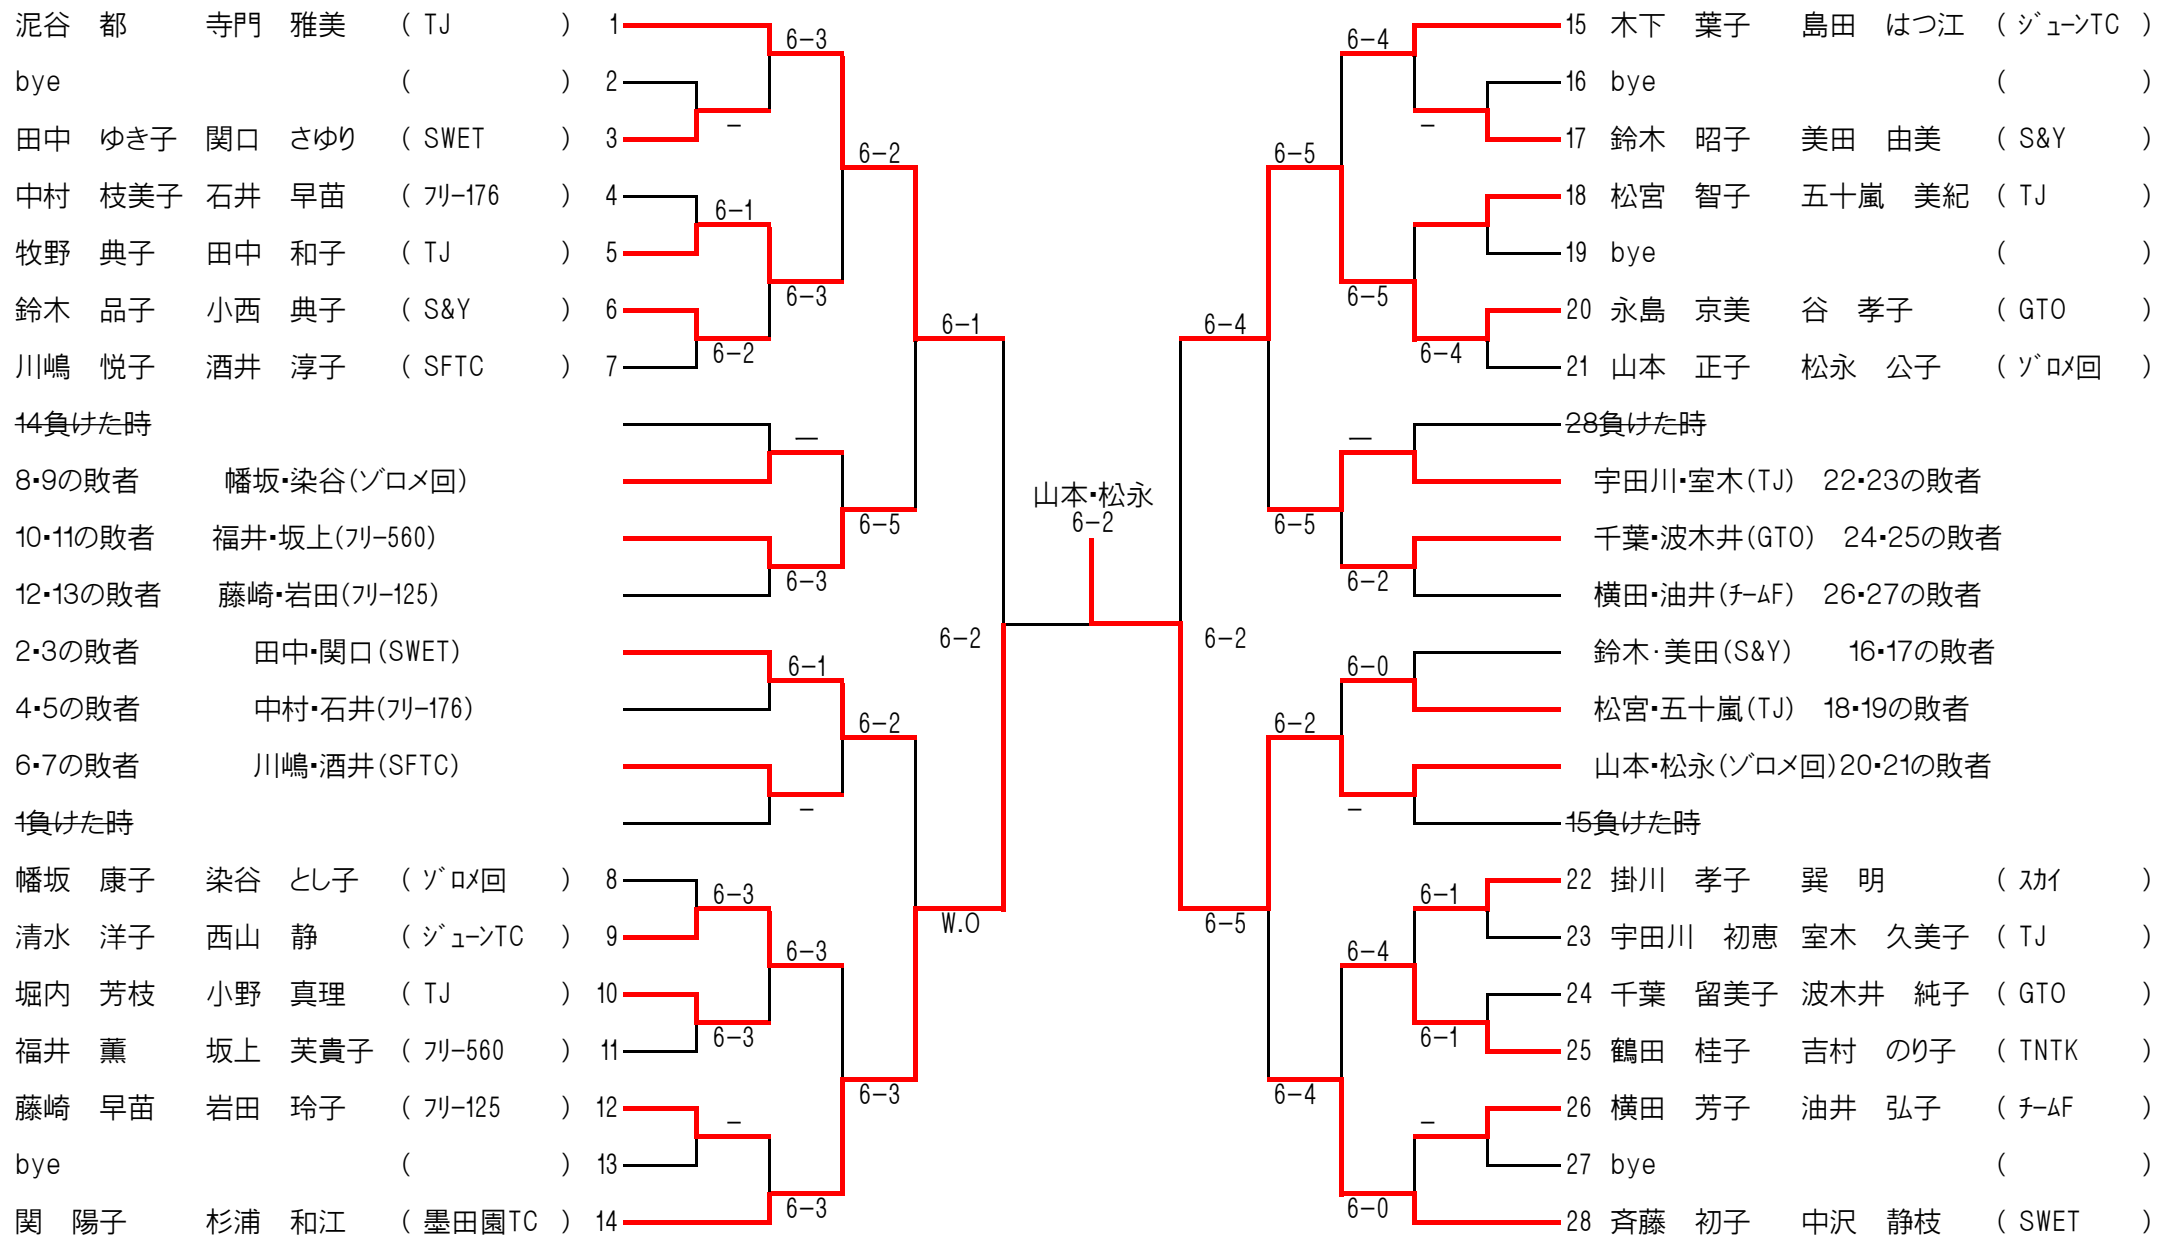 泥谷　都　寺門　雅美　( TJ )　1
6-3
bye　( )　2
-
田中　ゆき子　関口　さゆり　( SWET )　3
6-2
中村　枝美子　石井　早苗　( ﾌﾘｰ176 )　4
6-1
牧野　典子　田中　和子　( TJ )　5
6-3
鈴木　品子　小西　典子　( S&Y )　6
6-1
6-2
川嶋　悦子　酒井　淳子　( SFTC )　7
14負けた時
—
8・9の敗者　幡坂・染谷(ゾロメ回)
6-5
10・11の敗者　福井・坂上(ﾌﾘｰ560)
6-3
12・13の敗者　藤崎・岩田(ﾌﾘｰ125)
6-2
2・3の敗者　田中・関口(SWET)
6-1
4・5の敗者　中村・石井(ﾌﾘｰ176)
6-2
6・7の敗者　川嶋・酒井(SFTC)
-
1負けた時
幡坂　康子　染谷　とし子　( ｿﾞﾛﾒ回 )　8
6-3
W.O
清水　洋子　西山　静　( ｼﾞｭｰﾝTC )　9
6-3
堀内　芳枝　小野　真理　( TJ )　10
6-3
福井　薫　坂上　芙貴子　( ﾌﾘｰ560 )　11
6-3
藤崎　早苗　岩田　玲子　( ﾌﾘｰ125 )　12
-
bye　( )　13
6-3
関　陽子　杉浦　和江　( 墨田園TC )　14
山本・松永
6-2
15　木下　葉子　島田　はつ江　( ｼﾞｭｰﾝTC )
6-4
16　bye　( )
-
17　鈴木　昭子　美田　由美　( S&Y )
6-5
18　松宮　智子　五十嵐　美紀　( TJ )
19　bye　( )
6-5
20　永島　京美　谷　孝子　( GTO )
6-4
6-4
21　山本　正子　松永　公子　( ｿﾞﾛﾒ回 )
28負けた時
—
宇田川・室木(TJ)　22・23の敗者
6-5
千葉・波木井(GTO)　24・25の敗者
6-2
横田・油井(ﾁｰﾑF)　26・27の敗者
6-2
鈴木・美田(S&Y)　16・17の敗者
6-0
松宮・五十嵐(TJ)　18・19の敗者
6-2
山本・松永(ゾロメ回)20・21の敗者
-
15負けた時
22　掛川　孝子　巽　明　( ｽｶｲ )
6-1
6-5
23　宇田川　初恵　室木　久美子　( TJ )
6-4
24　千葉　留美子　波木井　純子　( GTO )
6-1
25　鶴田　桂子　吉村　のり子　( TNTK )
6-4
26　横田　芳子　油井　弘子　( ﾁｰﾑF )
-
27　bye　( )
6-0
28　斉藤　初子　中沢　静枝　( SWET )